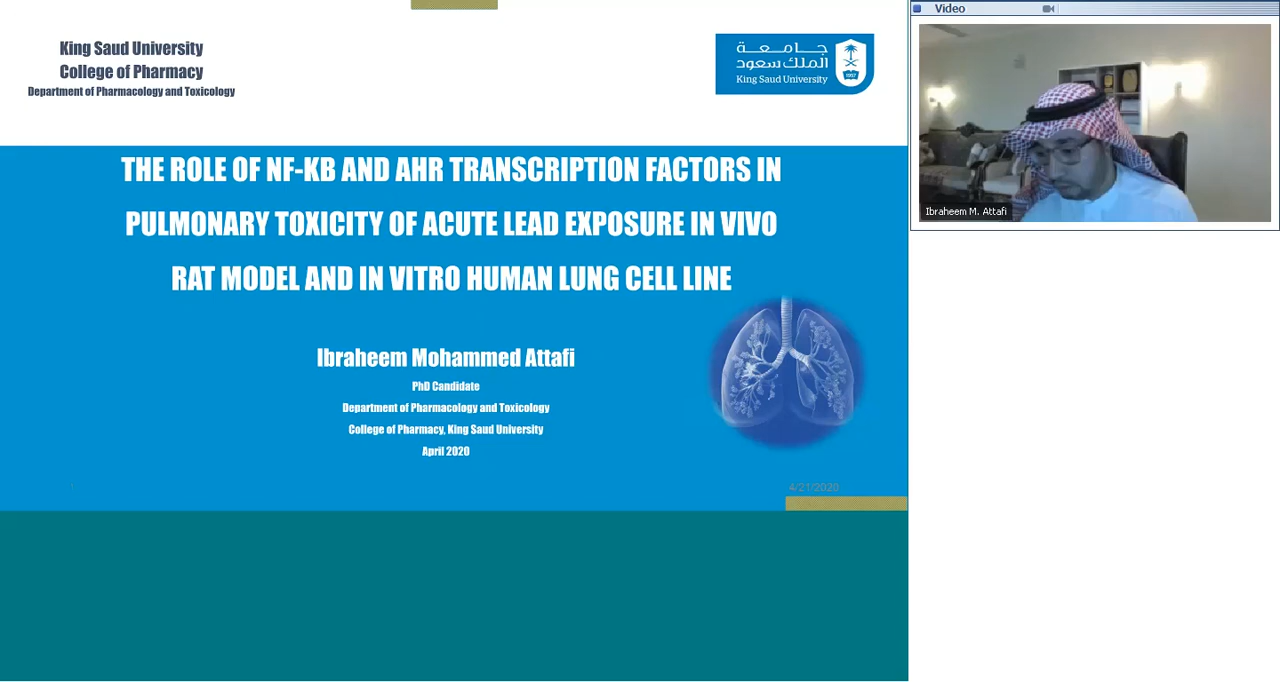 King Saud University
College of Pharmacy
Department of Pharmacology and Toxicology
جامعة
الملك سعود
King Saud University
1957
Video
Ibraheem M. Attafi
THE ROLE OF NF-KB AND AHR TRANSCRIPTION FACTORS IN
PULMONARY TOXICITY OF ACUTE LEAD EXPOSURE IN VIVO
RAT MODEL AND IN VITRO HUMAN LUNG CELL LINE
Ibraheem Mohammed Attafi
PhD Candidate
Department of Pharmacology and Toxicology
College of Pharmacy, King Saud University
April 2020
4/21/2020